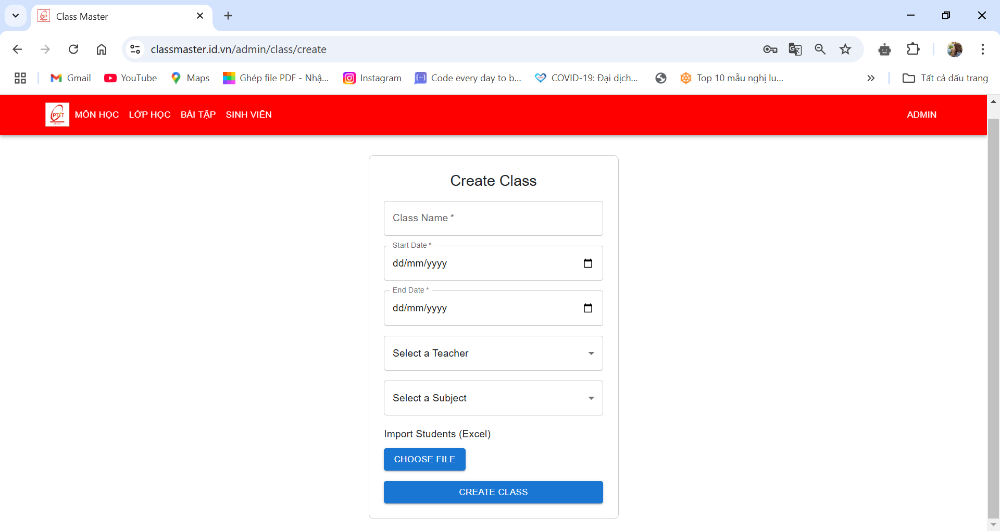 Class Master
classmaster.id.vn/admin/class/create
Gmail
YouTube
Maps
Ghép file PDF - Nhậ...
Instagram
Code every day to b...
COVID-19: Đại dịch...
Top 10 mẫu nghị lu...
Tất cả dấu trang
PTIT
MÔN HỌC
LỚP HỌC
BÀI TẬP
SINH VIÊN
ADMIN
Create Class
Class Name *
Start Date *
dd/mm/yyyy
End Date *
dd/mm/yyyy
Select a Teacher
Select a Subject
Import Students (Excel)
CHOOSE FILE
CREATE CLASS